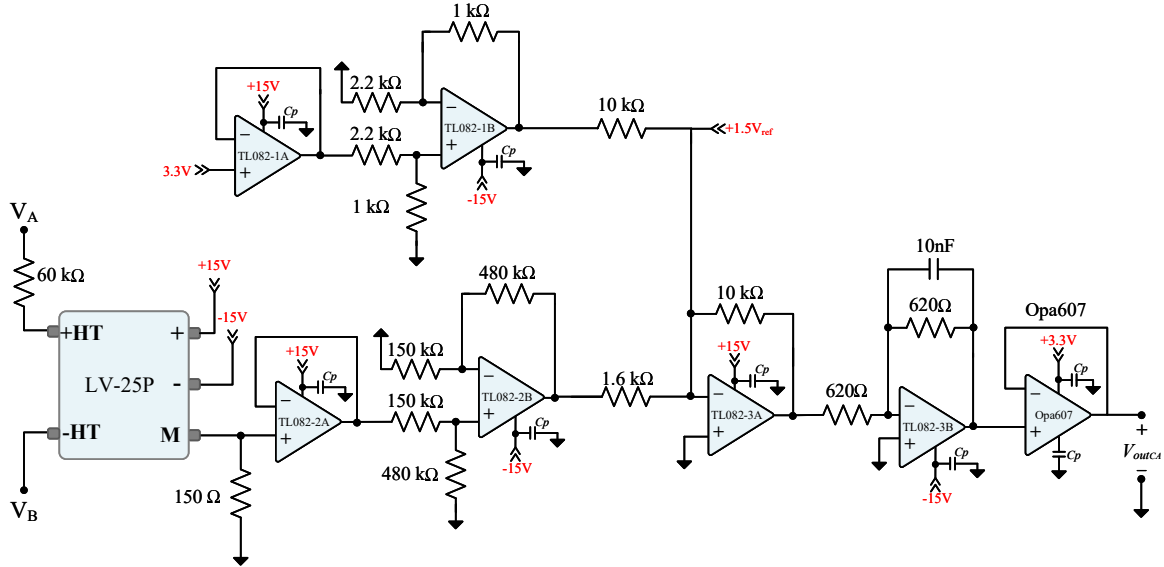 1 kΩ
+15V
Cp
TL082-1A
3.3V
2.2 kΩ
2.2 kΩ
1 kΩ
TL082-1B
Cp
-15V
10 kΩ
+1.5Vref
VA
60 kΩ
+HT
-HT
LV-25P
+
-
M
+15V
-15V
VB
150 Ω
+15V
Cp
TL082-2A
150 kΩ
150 kΩ
480 kΩ
480 kΩ
TL082-2B
Cp
-15V
1.6 kΩ
10 kΩ
+15V
Cp
TL082-3A
620Ω
10nF
620Ω
TL082-3B
Cp
-15V
Opa607
+3.3V
Cp
Opa607
Cp
+
VoutCA
−